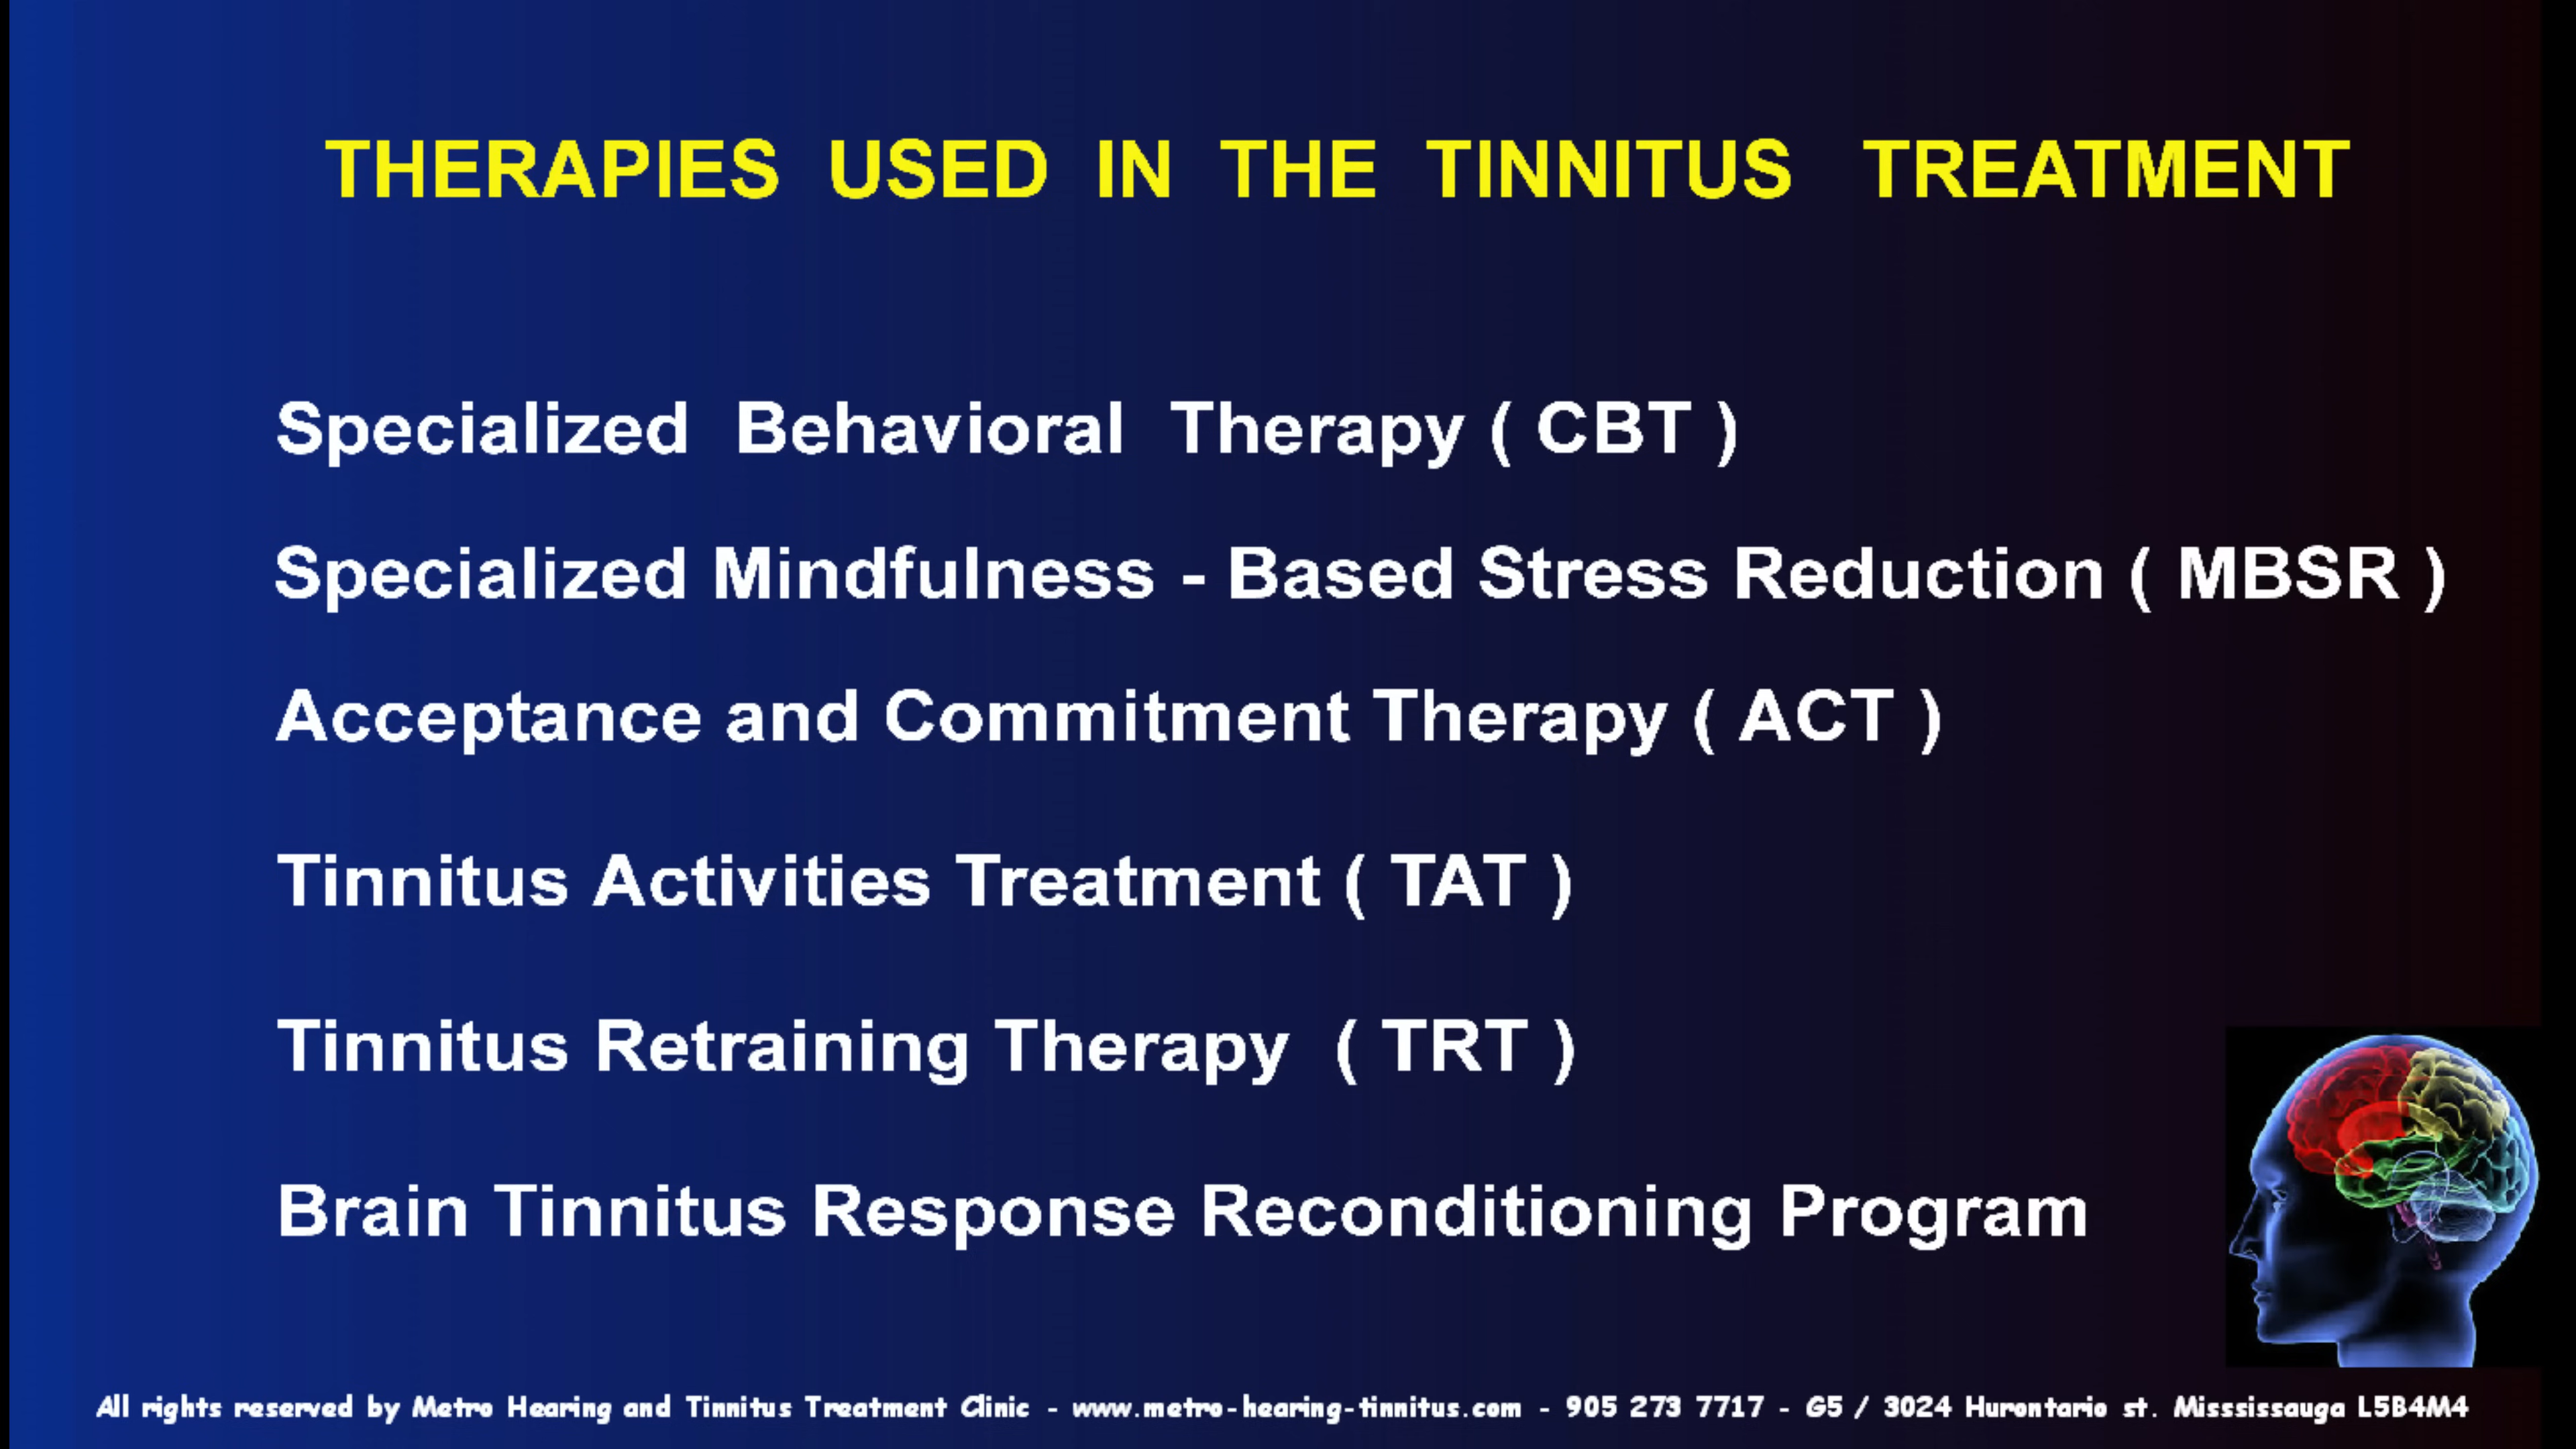 THERAPIES USED IN THE TINNITUS TREATMENT
Specialized Behavioral Therapy ( CBT )
Specialized Mindfulness - Based Stress Reduction ( MBSR )
Acceptance and Commitment Therapy ( ACT )
Tinnitus Activities Treatment ( TAT )
Tinnitus Retraining Therapy ( TRT )
Brain Tinnitus Response Reconditioning Program
All rights reserved by Metro Hearing and Tinnitus Treatment Clinic - www.metro-hearing-tinnitus.com - 905 273 7717 - G5 / 3024 Hurontario st. Misssissauga L5B4M4